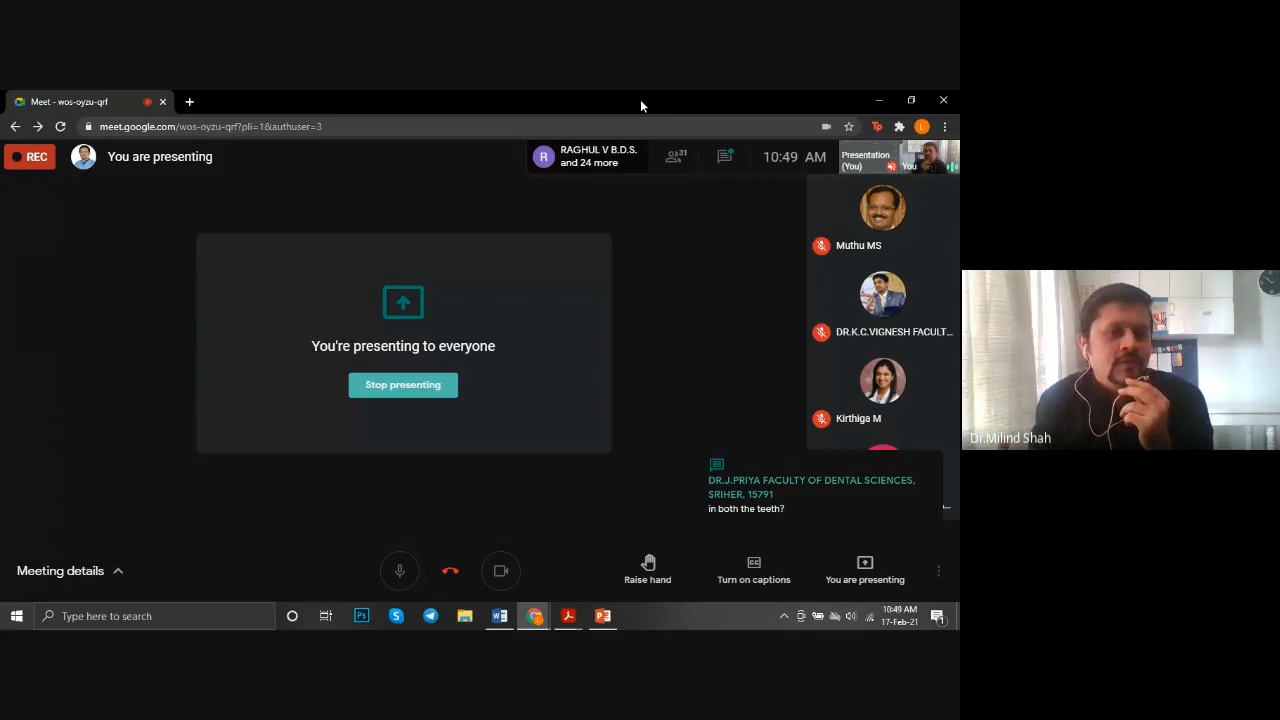 Meet - wos-oyzu-qrf
meet.google.com/wos-oyzu-qrf?pli=1&authuser=3
REC
You are presenting
R
RAGHUL V B.D.S.
and 24 more
31
10:49 AM
Presentation
(You)
You
L
Muthu MS
DR.K.C.VIGNESH FACULT...
Kirthiga M
You're presenting to everyone
Stop presenting
DR.J.PRIYA FACULTY OF DENTAL SCIENCES,
SRIHER, 15791
in both the teeth?
Dr.Milind Shah
Meeting details
Raise hand
Turn on captions
You are presenting
Type here to search
Ps
10:49 AM
17-Feb-21
1